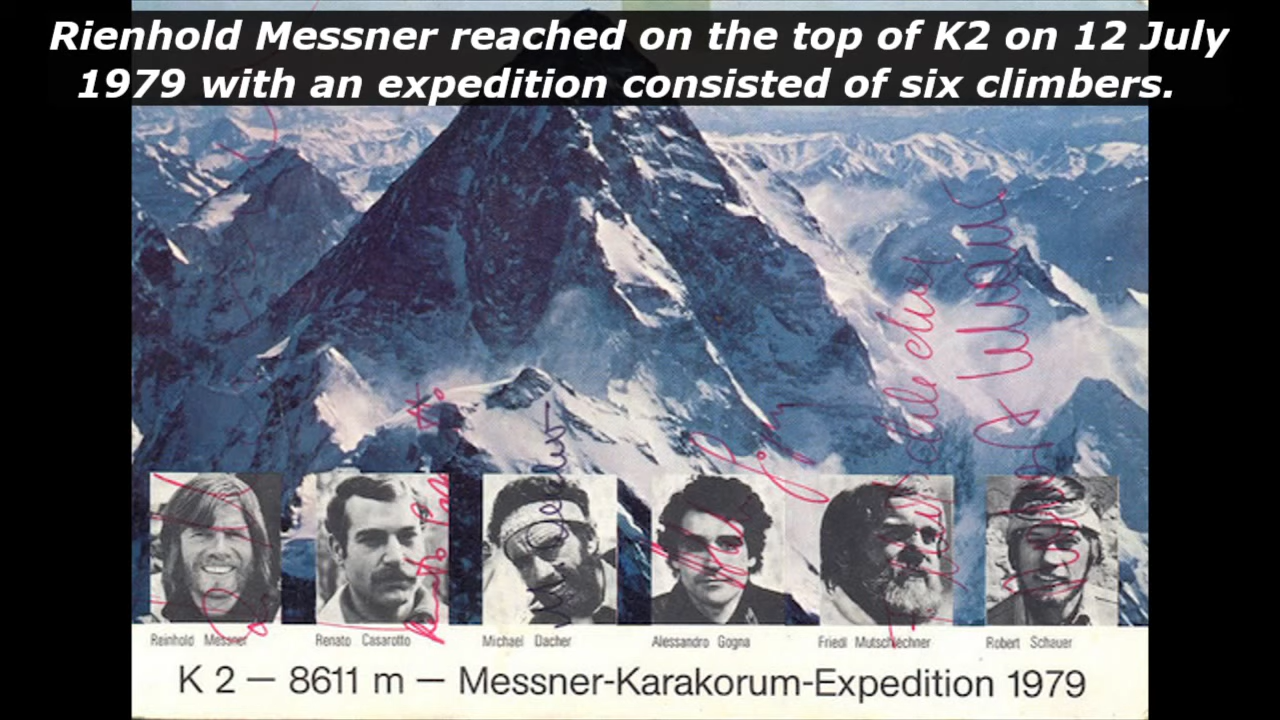 Rienhold Messner reached on the top of K2 on 12 July
1979 with an expedition consisted of six climbers.
Reinhold Messner Renato Casarotto Michael Dacher Alessandro Gogna Friedl Mutschlechner Robert Schauer
K 2 — 8611 m — Messner-Karakorum-Expedition 1979